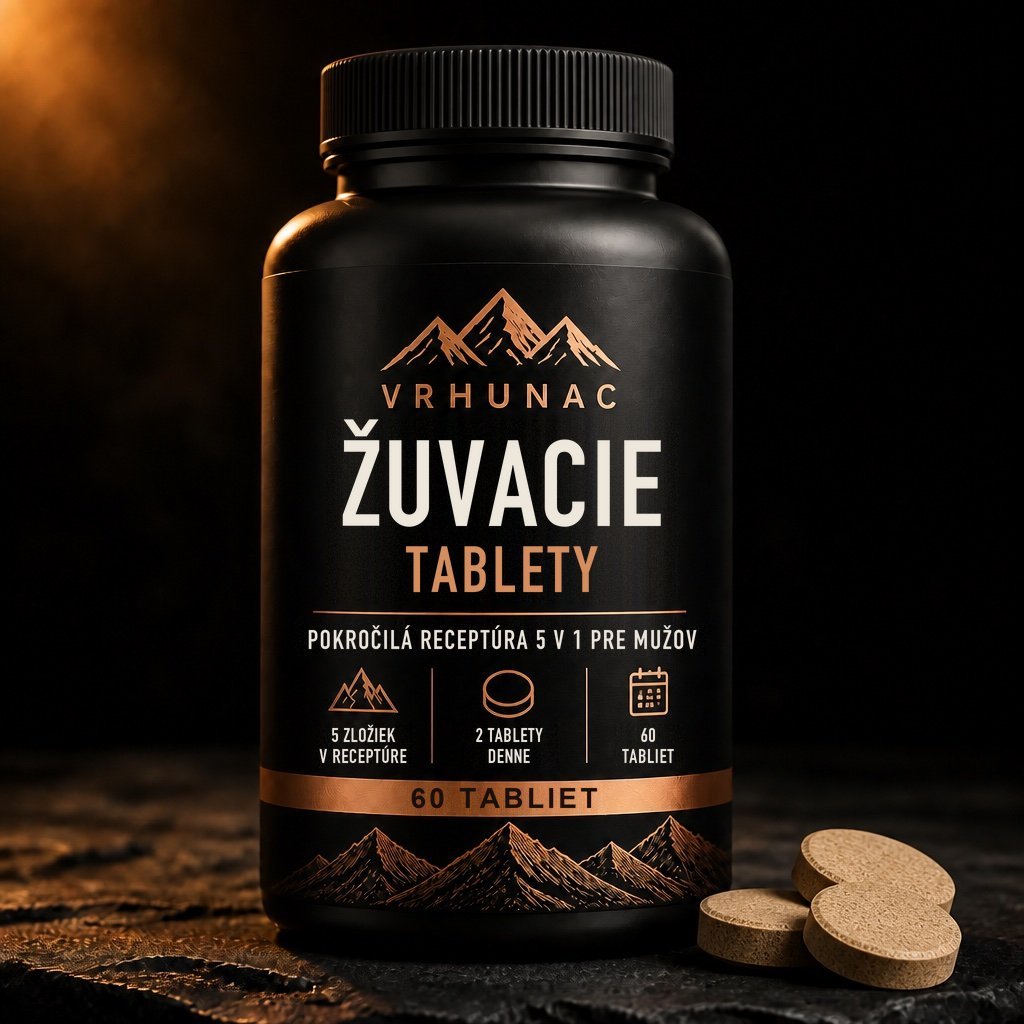 VRHUNAC
ŽUVACIE
TABLETY
POKROČILÁ RECEPTÚRA 5 V 1 PRE MUŽOV
5 ZLOŽIEK
V RECEPTÚRE
2 TABLETY
DENNE
60
TABLIET
60 TABLIET